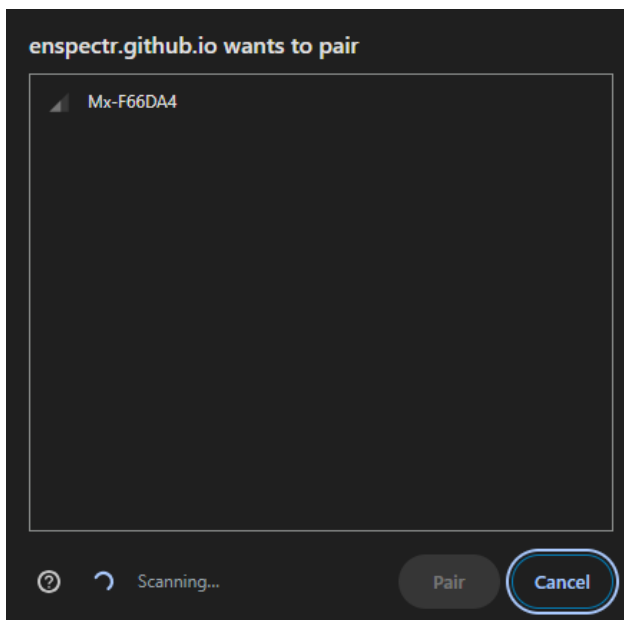 enspectr.github.io wants to pair
Mx-F66DA4
Scanning...
Pair
Cancel